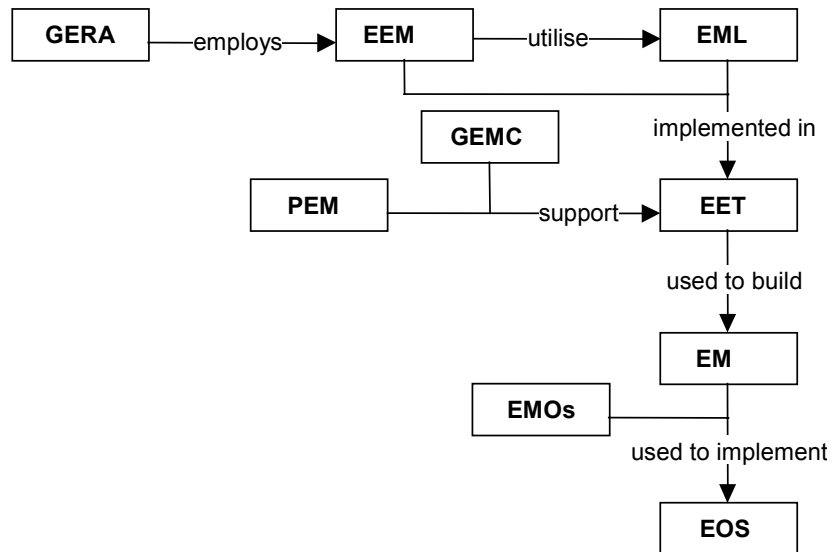 GERA
employs
EEM
utilise
EML
implemented in
GEMC
PEM
support
EET
used to build
EM
EMOs
used to implement
EOS